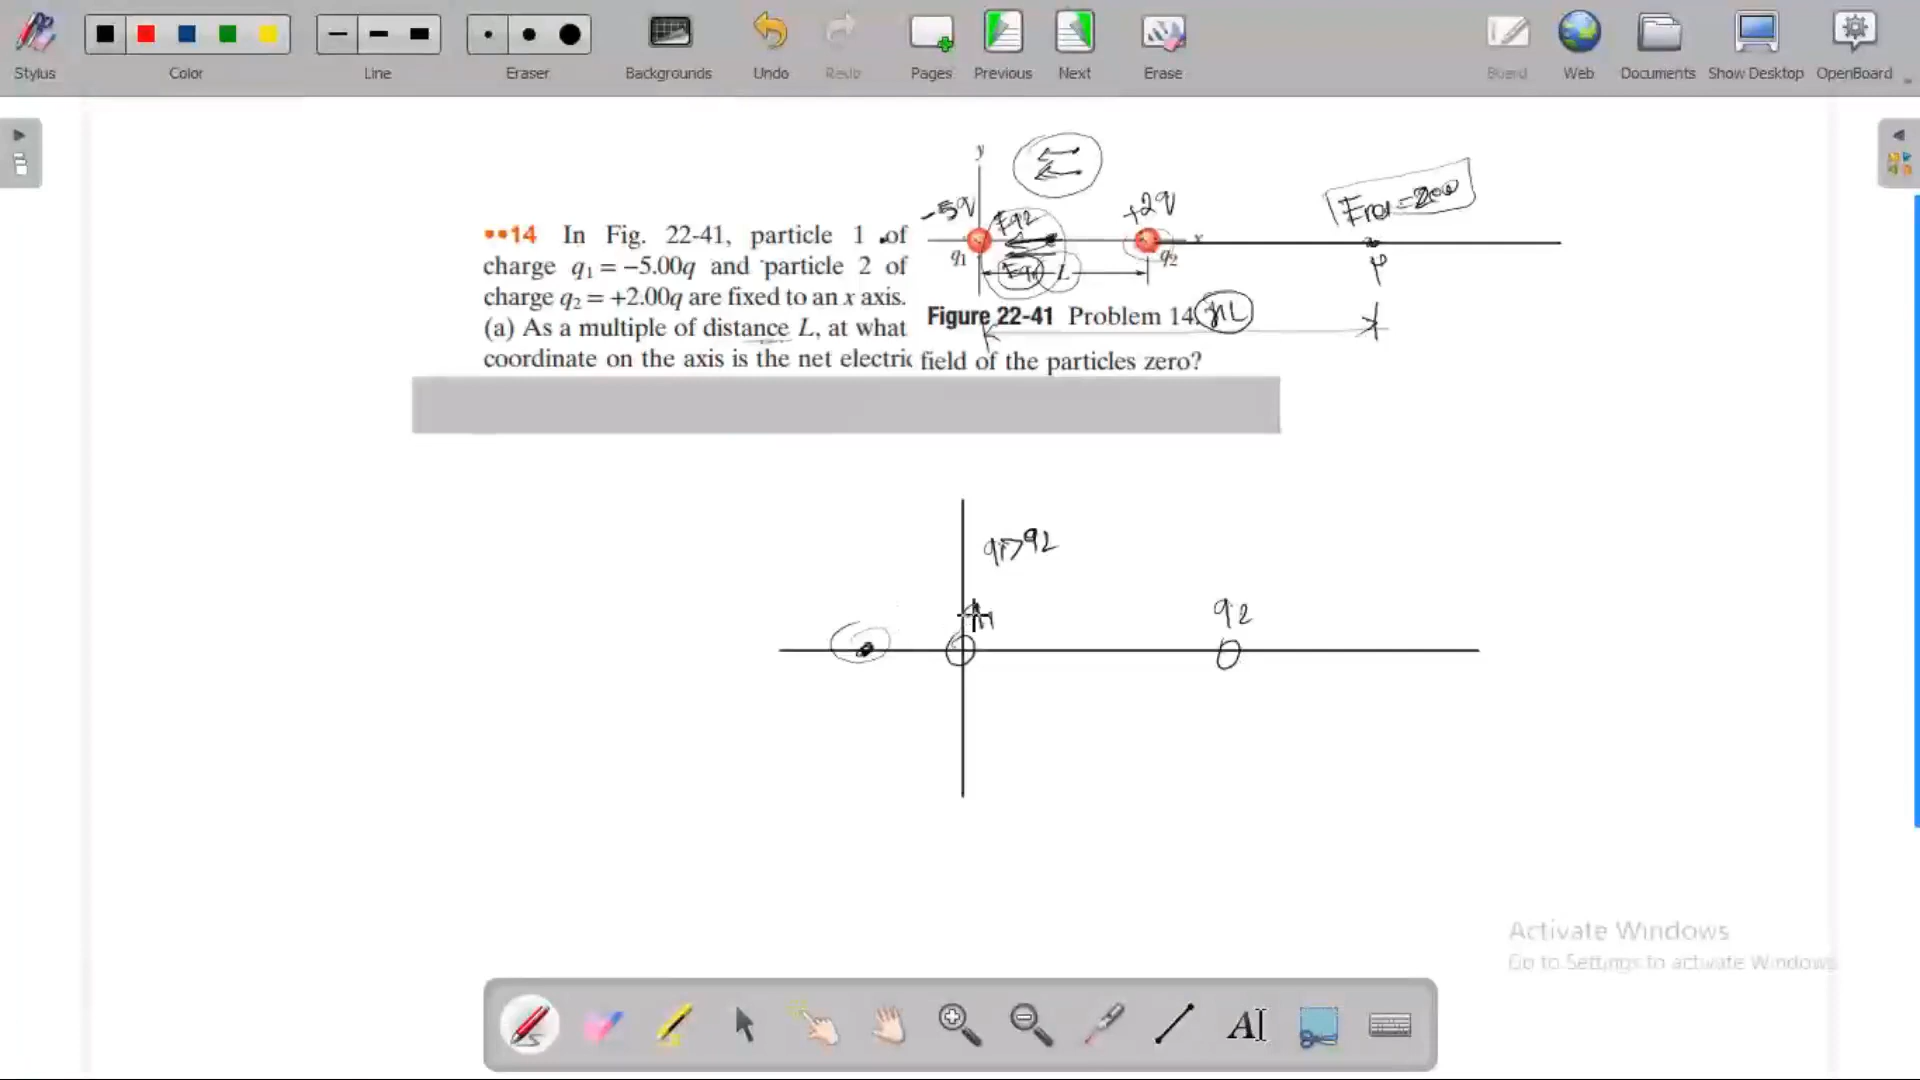 Stylus Color Line Eraser Backgrounds Undo Redo Pages Previous Next Erase Board Web Documents Show Desktop OpenBoard
y
-5q
Eq2
+2q
••14 In Fig. 22-41, particle 1 of
charge q₁ = −5.00q and particle 2 of
charge q₂ = +2.00q are fixed to an x axis.
(a) As a multiple of distance L, at what
coordinate on the axis is the net electric field of the particles zero?
q₁
Eq1
L
q₂
x
P
Figure 22-41 Problem 14.
q1>q2
q2
Activate Windows
Go to Settings to activate Windows